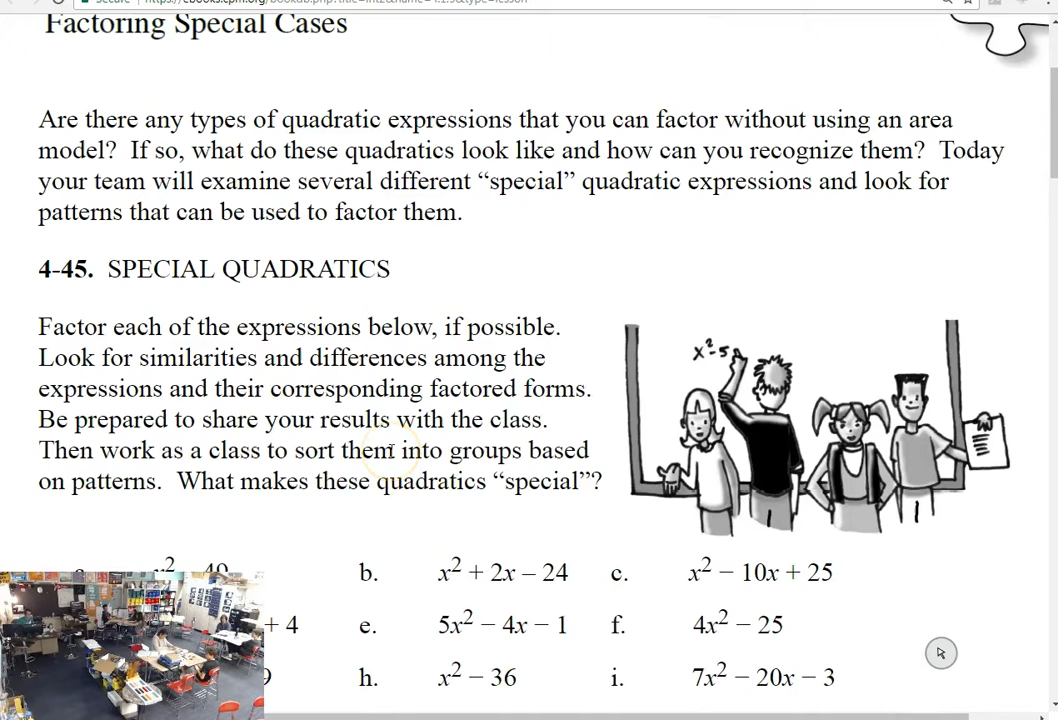 Factoring Special Cases
Are there any types of quadratic expressions that you can factor without using an area
model? If so, what do these quadratics look like and how can you recognize them? Today
your team will examine several different “special” quadratic expressions and look for
patterns that can be used to factor them.
4-45. SPECIAL QUADRATICS
Factor each of the expressions below, if possible.
Look for similarities and differences among the
expressions and their corresponding factored forms.
Be prepared to share your results with the class.
Then work as a class to sort them into groups based
on patterns. What makes these quadratics “special”?
x² – 5
b. x² + 2x – 24 c. x² – 10x + 25
+ 4 e. 5x² – 4x – 1 f. 4x² – 25
h. x² – 36 i. 7x² – 20x – 3